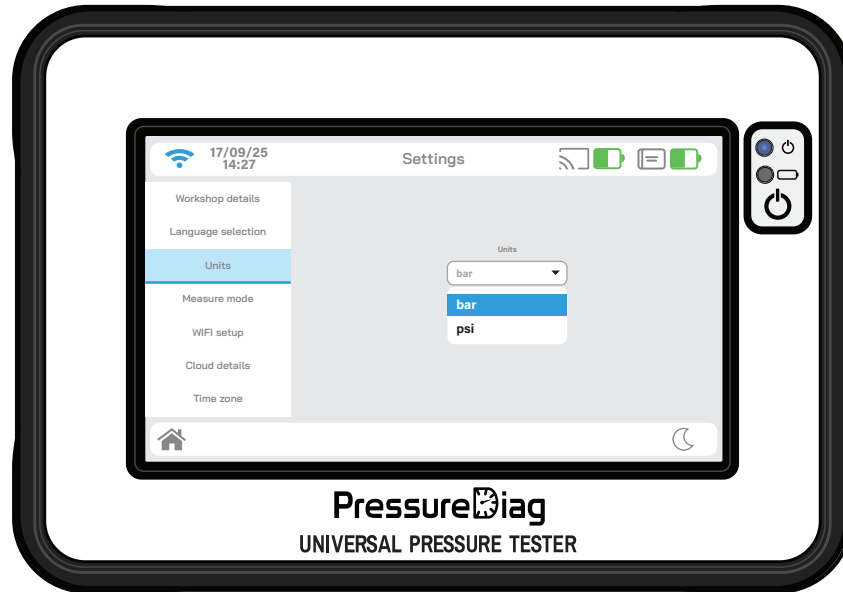 17/09/25
14:27
Settings
Workshop details
Language selection
Units
Measure mode
WIFI setup
Cloud details
Time zone
Units
bar
bar
psi
PressureDiag
UNIVERSAL PRESSURE TESTER